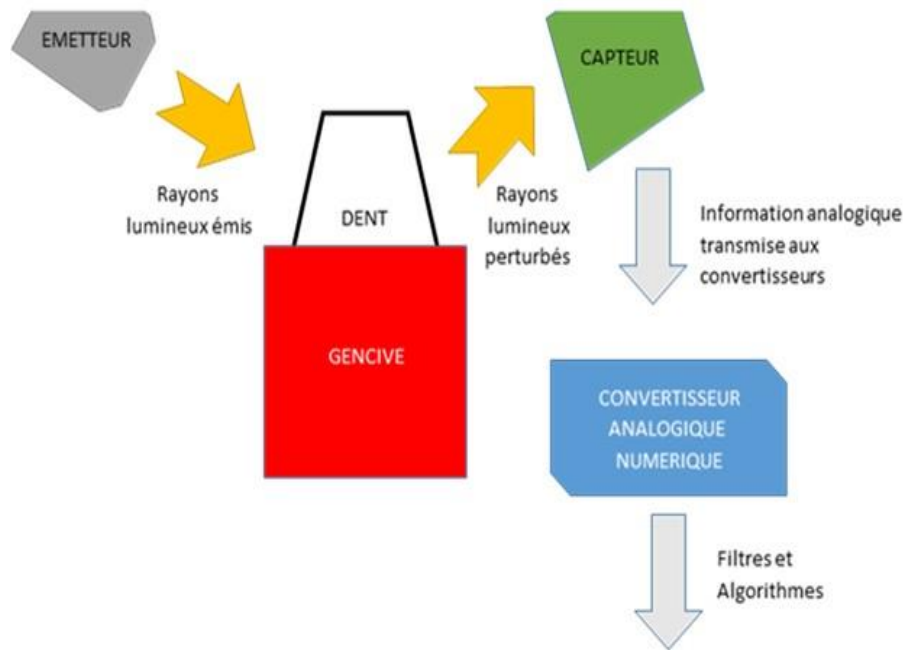 EMETTEUR
CAPTEUR
Rayons
lumineux émis
DENT
Rayons
lumineux
perturbés
Information analogique
transmise aux
convertisseurs
GENCIVE
CONVERTISSEUR
ANALOGIQUE
NUMERIQUE
Filtres et
Algorithmes